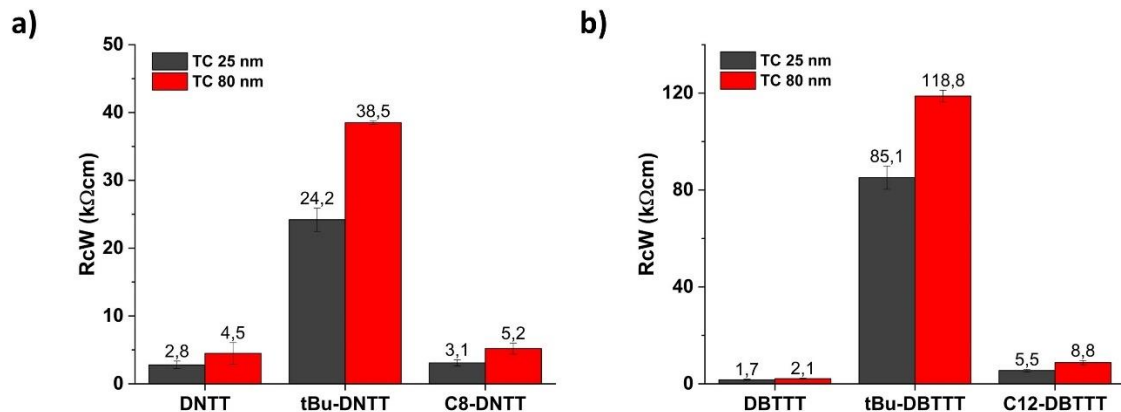 a)
50
40
30
20
10
0
RcW (kΩcm)
TC 25 nm
TC 80 nm
2,8
4,5
24,2
38,5
3,1
5,2
DNTT
tBu-DNTT
C8-DNTT
b)
120
80
40
0
RcW (kΩcm)
TC 25 nm
TC 80 nm
1,7
2,1
85,1
118,8
5,5
8,8
DBTTT
tBu-DBTTT
C12-DBTTT